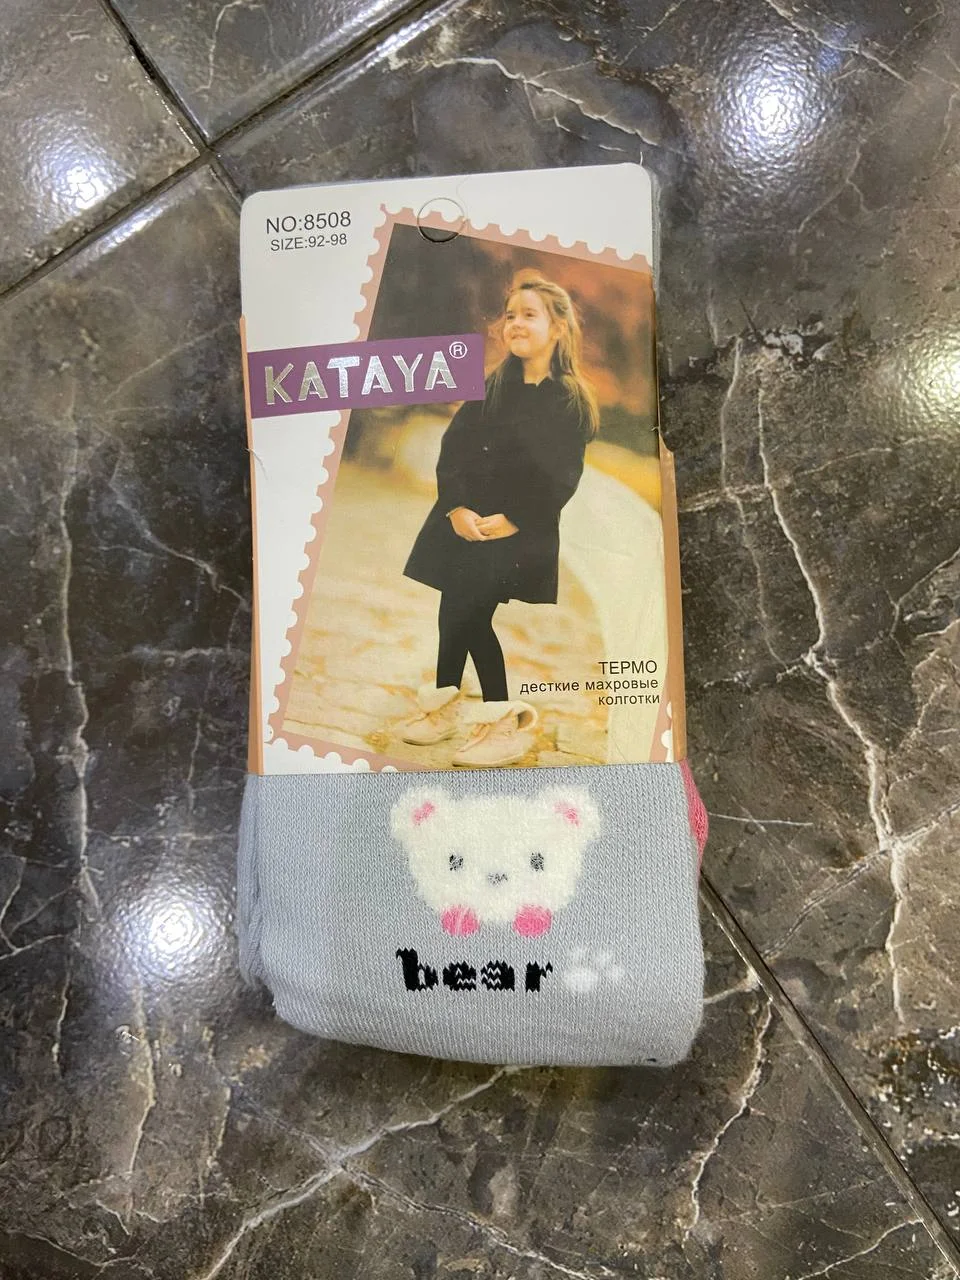 NO:8508
SIZE:92-98
KATAYA®
ТЕРМО
десткие махровые
колготки
bear